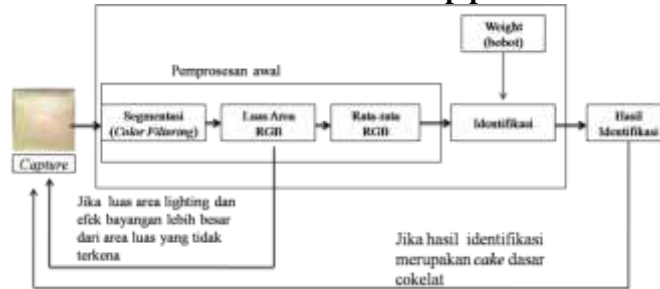 Weight
(bobot)
Pemprosesan awal
Segmentasi
(Color Filtering)
Luas Area
RGB
Rata-rata
RGB
Identifikasi
Hasil
Identifikasi
Capture
Jika luas area lighting dan
efek bayangan lebih besar
dari area luas yang tidak
terkena
Jika hasil identifikasi
merupakan cake dasar
cokelat